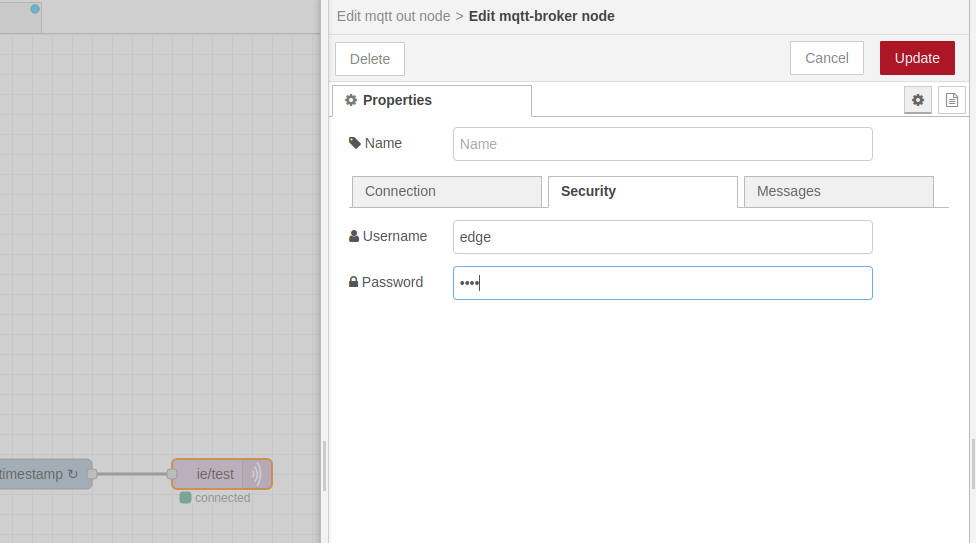 Edit mqtt out node > Edit mqtt-broker node
Delete
Cancel
Update
Properties
Name
Name
Connection
Security
Messages
Username
edge
Password
••••
timestamp ↻
ie/test
connected